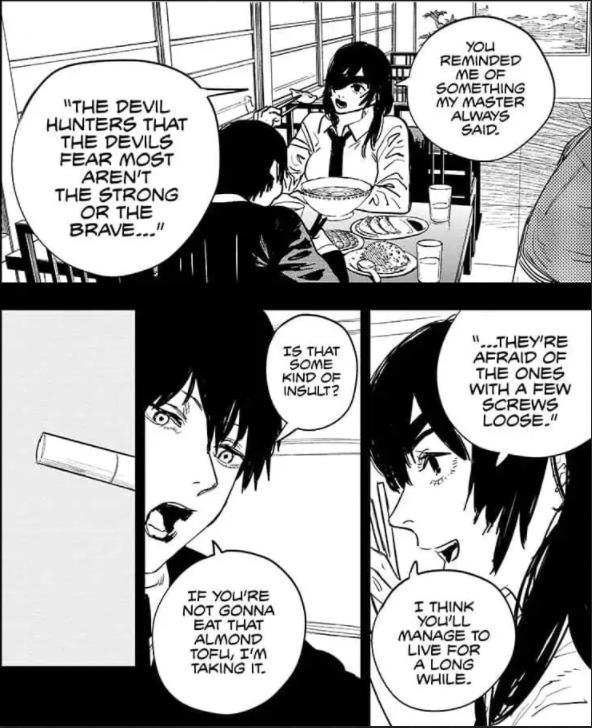 YOU
REMINDED
ME OF
SOMETHING
MY MASTER
ALWAYS
SAID.
"THE DEVIL
HUNTERS THAT
THE DEVILS
FEAR MOST
AREN'T
THE STRONG
OR THE
BRAVE..."
"...THEY'RE
AFRAID OF
THE ONES
WITH A FEW
SCREWS
LOOSE."
I THINK
YOU'LL
MANAGE TO
LIVE FOR
A LONG
WHILE.
IS THAT
SOME
KIND OF
INSULT?
IF YOU'RE
NOT GONNA
EAT THAT
ALMOND
TOFU, I'M
TAKING IT.